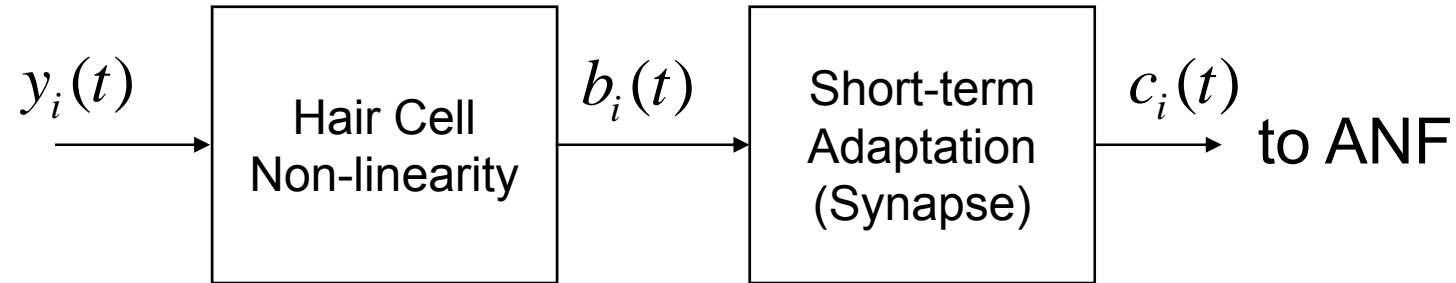 y_i(t)
Hair Cell
Non-linearity
b_i(t)
Short-term
Adaptation
(Synapse)
c_i(t)
to ANF